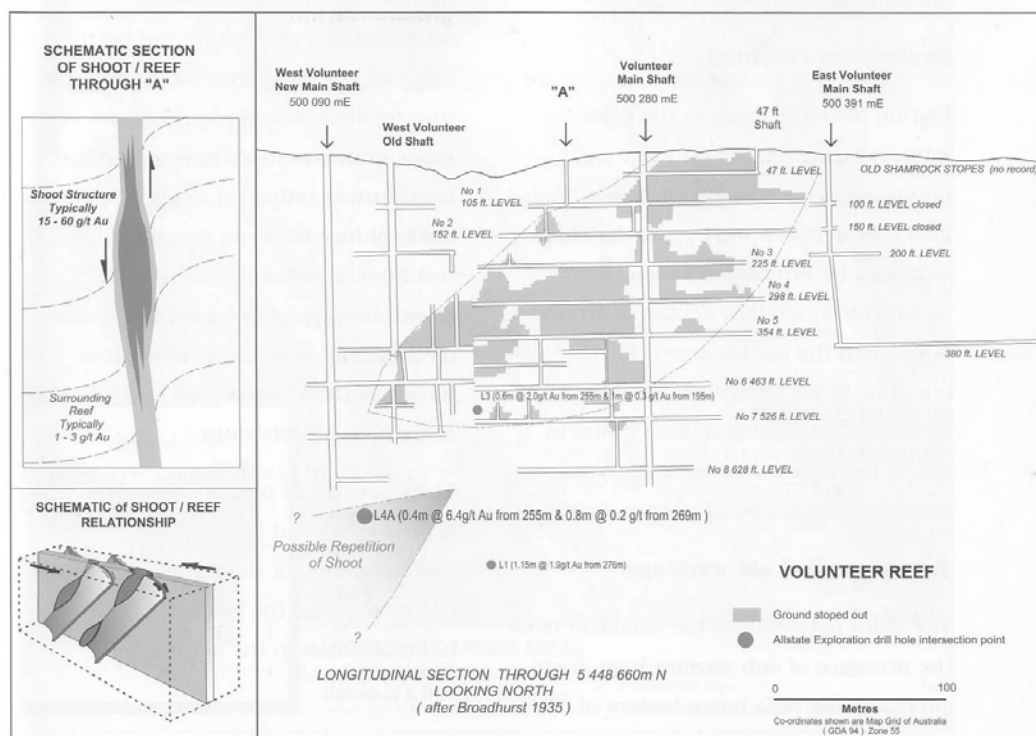 SCHEMATIC SECTION
OF SHOOT / REEF
THROUGH "A"
Shoot Structure
Typically
15 - 60 g/t Au
Surrounding
Reef
Typically
1 - 3 g/t Au
SCHEMATIC of SHOOT / REEF
RELATIONSHIP
West Volunteer
New Main Shaft
500 090 mE
West Volunteer
Old Shaft
"A"
Volunteer
Main Shaft
500 280 mE
47 ft
Shaft
East Volunteer
Main Shaft
500 391 mE
OLD SHAMROCK STOPES (no record)
47 ft. LEVEL
No 1
105 ft. LEVEL
100 ft. LEVEL closed
No 2
152 ft. LEVEL
150 ft. LEVEL closed
200 ft. LEVEL
No 3
225 ft. LEVEL
No 4
298 ft. LEVEL
No 5
354 ft. LEVEL
380 ft. LEVEL
No 6 463 ft. LEVEL
L3 (0.6m @ 2.0g/t Au from 255m & 1m @ 0.3 g/t Au from 195m)
No 7 526 ft. LEVEL
No 8 628 ft. LEVEL
?
L4A (0.4m @ 6.4g/t Au from 255m & 0.8m @ 0.2 g/t from 269m )
Possible Repetition
of Shoot
L1 (1.15m @ 1.9g/t Au from 276m)
?
VOLUNTEER REEF
Ground stoped out
Allstate Exploration drill hole intersection point
LONGITUDINAL SECTION THROUGH 5 448 660m N
LOOKING NORTH
( after Broadhurst 1935 )
0 100
Metres
Co-ordinates shown are Map Grid of Australia
( GDA 94 ) Zone 55